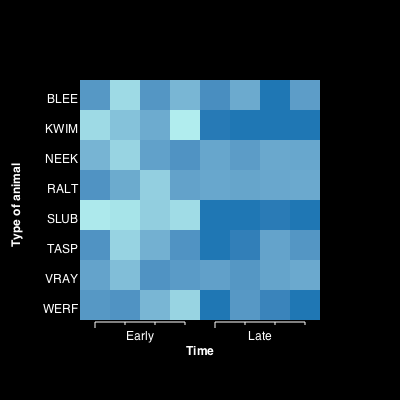 BLEE
KWIM
NEEK
RALT
SLUB
TASP
VRAY
WERF
Type of animal
Early Late
Time